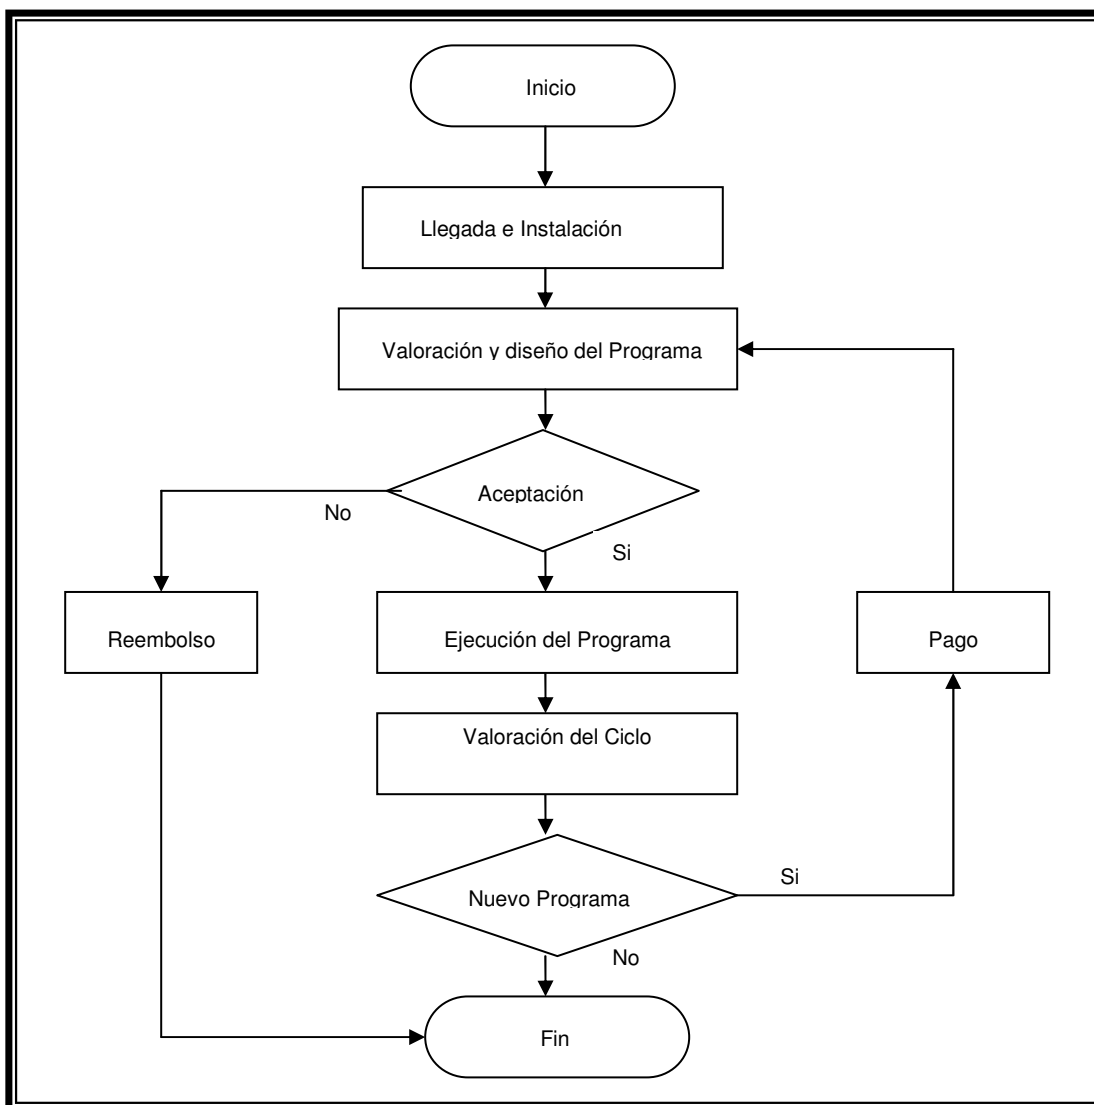 Inicio
Llegada e Instalación
Valoración y diseño del Programa
Aceptación
No
Si
Reembolso
Ejecución del Programa
Pago
Valoración del Ciclo
Nuevo Programa
Si
No
Fin